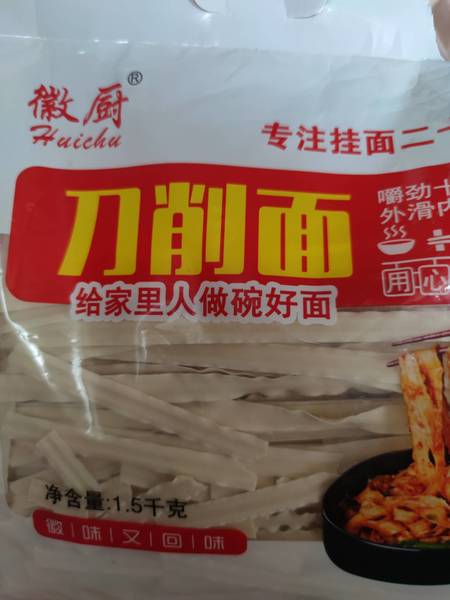 徽厨®
Huichu
专注挂面二
刀削面
嚼劲
外滑内
用心
给家里人做碗好面
净含量:1.5千克
徽味又回味